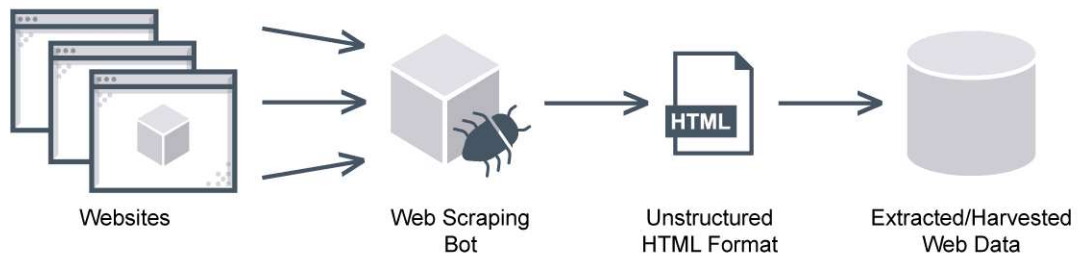 HTML
Websites
Web Scraping
Bot
Unstructured
HTML Format
Extracted/Harvested
Web Data